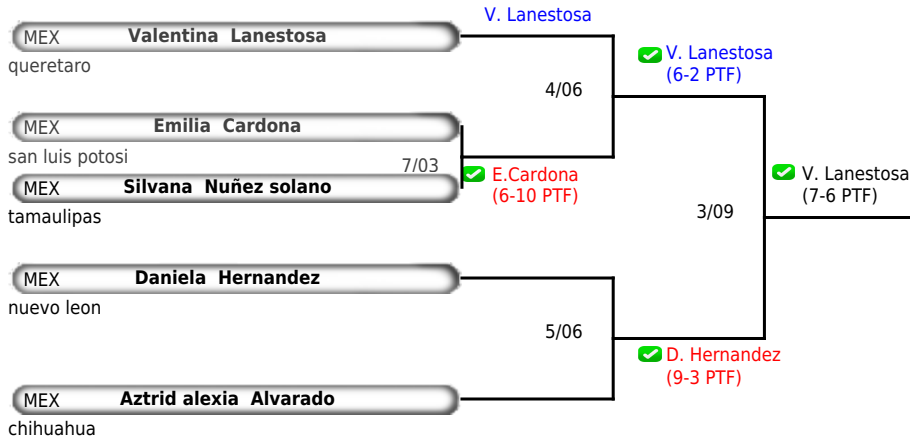 V. Lanestosa
MEX Valentina Lanestosa
queretaro
V. Lanestosa
(6-2 PTF)
4/06
MEX Emilia Cardona
san luis potosi
7/03
E.Cardona
(6-10 PTF)
MEX Silvana Nuñez solano
tamaulipas
V. Lanestosa
(7-6 PTF)
3/09
MEX Daniela Hernandez
nuevo leon
5/06
D. Hernandez
(9-3 PTF)
MEX Aztrid alexia Alvarado
chihuahua